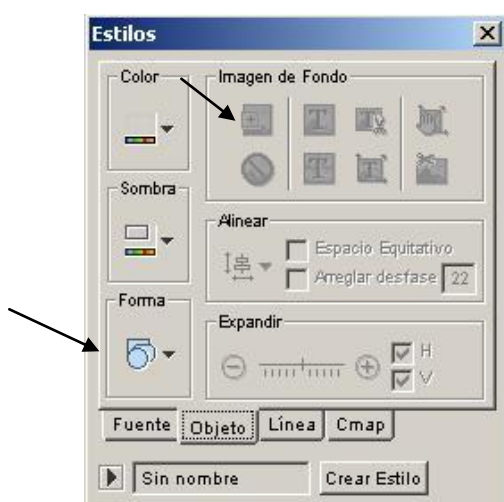 Estilos
Color
Imagen de Fondo
Sombra
Alinear
Espacio Equitativo
Arreglar desfase 22
Forma
Expandir
H
V
Fuente Objeto Línea Cmap
Sin nombre Crear Estilo